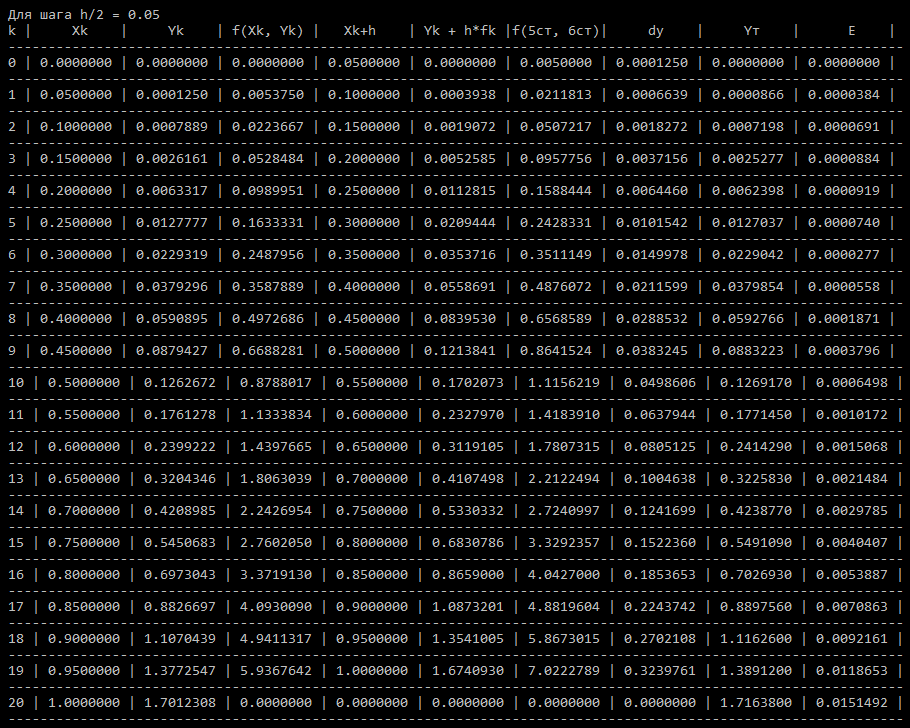 Для шага h/2 = 0.05
k | Xk | Yk | f(Xk, Yk) | Xk+h | Yk + h*fk |f(5ст, 6ст)| dy | Yт | E |
0 | 0.0000000 | 0.0000000 | 0.0000000 | 0.0500000 | 0.0000000 | 0.0050000 | 0.0001250 | 0.0000000 | 0.0000000 |
1 | 0.0500000 | 0.0001250 | 0.0053750 | 0.1000000 | 0.0003938 | 0.0211813 | 0.0006639 | 0.0000866 | 0.0000384 |
2 | 0.1000000 | 0.0007889 | 0.0223667 | 0.1500000 | 0.0019072 | 0.0507217 | 0.0018272 | 0.0007198 | 0.0000691 |
3 | 0.1500000 | 0.0026161 | 0.0528484 | 0.2000000 | 0.0052585 | 0.0957756 | 0.0037156 | 0.0025277 | 0.0000884 |
4 | 0.2000000 | 0.0063317 | 0.0989951 | 0.2500000 | 0.0112815 | 0.1588444 | 0.0064460 | 0.0062398 | 0.0000919 |
5 | 0.2500000 | 0.0127777 | 0.1633331 | 0.3000000 | 0.0209444 | 0.2428331 | 0.0101542 | 0.0127037 | 0.0000740 |
6 | 0.3000000 | 0.0229319 | 0.2487956 | 0.3500000 | 0.0353716 | 0.3511149 | 0.0149978 | 0.0229042 | 0.0000277 |
7 | 0.3500000 | 0.0379296 | 0.3587889 | 0.4000000 | 0.0558691 | 0.4876072 | 0.0211599 | 0.0379854 | 0.0000558 |
8 | 0.4000000 | 0.0590895 | 0.4972686 | 0.4500000 | 0.0839530 | 0.6568589 | 0.0288532 | 0.0592766 | 0.0001871 |
9 | 0.4500000 | 0.0879427 | 0.6688281 | 0.5000000 | 0.1213841 | 0.8641524 | 0.0383245 | 0.0883223 | 0.0003796 |
10 | 0.5000000 | 0.1262672 | 0.8788017 | 0.5500000 | 0.1702073 | 1.1156219 | 0.0498606 | 0.1269170 | 0.0006498 |
11 | 0.5500000 | 0.1761278 | 1.1333834 | 0.6000000 | 0.2327970 | 1.4183910 | 0.0637944 | 0.1771450 | 0.0010172 |
12 | 0.6000000 | 0.2399222 | 1.4397665 | 0.6500000 | 0.3119105 | 1.7807315 | 0.0805125 | 0.2414290 | 0.0015068 |
13 | 0.6500000 | 0.3204346 | 1.8063039 | 0.7000000 | 0.4107498 | 2.2122494 | 0.1004638 | 0.3225830 | 0.0021484 |
14 | 0.7000000 | 0.4208985 | 2.2426954 | 0.7500000 | 0.5330332 | 2.7240997 | 0.1241699 | 0.4238770 | 0.0029785 |
15 | 0.7500000 | 0.5450683 | 2.7602050 | 0.8000000 | 0.6830786 | 3.3292357 | 0.1522360 | 0.5491090 | 0.0040407 |
16 | 0.8000000 | 0.6973043 | 3.3719130 | 0.8500000 | 0.8659000 | 4.0427000 | 0.1853653 | 0.7026930 | 0.0053887 |
17 | 0.8500000 | 0.8826697 | 4.0930090 | 0.9000000 | 1.0873201 | 4.8819604 | 0.2243742 | 0.8897560 | 0.0070863 |
18 | 0.9000000 | 1.1070439 | 4.9411317 | 0.9500000 | 1.3541005 | 5.8673015 | 0.2702108 | 1.1162600 | 0.0092161 |
19 | 0.9500000 | 1.3772547 | 5.9367642 | 1.0000000 | 1.6740930 | 7.0222789 | 0.3239761 | 1.3891200 | 0.0118653 |
20 | 1.0000000 | 1.7012308 | 0.0000000 | 0.0000000 | 0.0000000 | 0.0000000 | 0.0000000 | 1.7163800 | 0.0151492 |